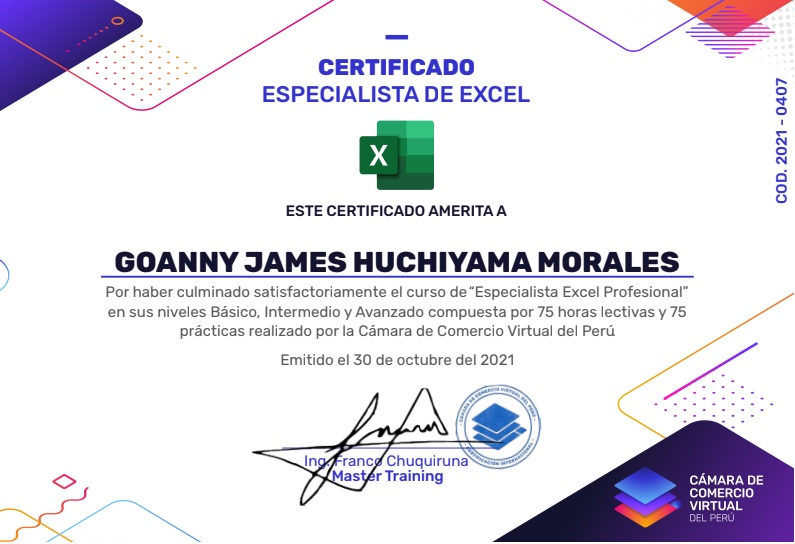 CERTIFICADO
ESPECIALISTA DE EXCEL
COD. 2021 - 0407
X
ESTE CERTIFICADO AMERITA A
GOANNY JAMES HUCHIYAMA MORALES
Por haber culminado satisfactoriamente el curso de “Especialista Excel Profesional”
en sus niveles Básico, Intermedio y Avanzado compuesta por 75 horas lectivas y 75
prácticas realizado por la Cámara de Comercio Virtual del Perú
Emitido el 30 de octubre del 2021
CÁMARA DE COMERCIO VIRTUAL DEL PERÚ
CERTIFICACIÓN INTERNACIONAL
Ing. Franco Chuquiruna
Master Training
CÁMARA DE
COMERCIO
VIRTUAL
DEL PERÚ